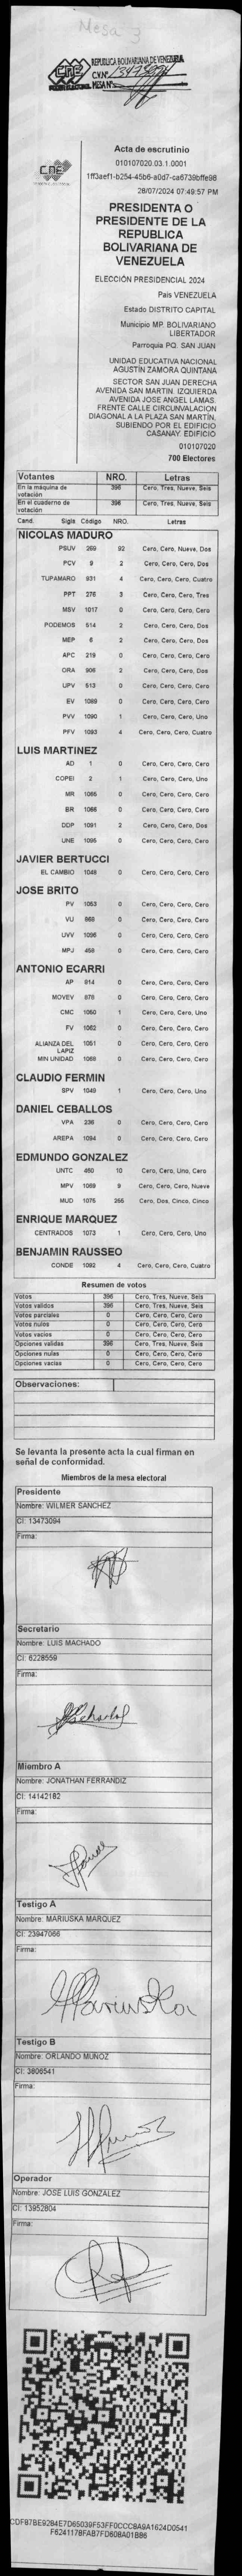 Mesa 3
CNE
PODER ELECTORAL
REPUBLICA BOLIVARIANA DE VENEZUELA
C.V.N°
MESA N°
CNE
Acta de escrutinio
010107020.03.1.0001
1ff3aef1-b254-45b6-a0d7-ca6739bffe98
28/07/2024 07:49:57 PM
PRESIDENTA O
PRESIDENTE DE LA
REPUBLICA
BOLIVARIANA DE
VENEZUELA
ELECCIÓN PRESIDENCIAL 2024
País VENEZUELA
Estado DISTRITO CAPITAL
Municipio MP. BOLIVARIANO
LIBERTADOR
Parroquia PQ. SAN JUAN
UNIDAD EDUCATIVA NACIONAL
AGUSTÍN ZAMORA QUINTANA
SECTOR SAN JUAN DERECHA
AVENIDA SAN MARTIN. IZQUIERDA
AVENIDA JOSE ANGEL LAMAS.
FRENTE CALLE CIRCUNVALACION
DIAGONAL A LA PLAZA SAN MARTÍN,
SUBIENDO POR EL EDIFICIO
CASANAY. EDIFICIO
010107020
700 Electores
Votantes NRO. Letras
En la máquina de votación 396 Cero, Tres, Nueve, Seis
En el cuaderno de votación 396 Cero, Tres, Nueve, Seis
Cand. Sigls Código NRO. Letras
NICOLAS MADURO
PSUV 269 92 Cero, Cero, Nueve, Dos
PCV 9 2 Cero, Cero, Cero, Dos
TUPAMARO 931 4 Cero, Cero, Cero, Cuatro
PPT 276 3 Cero, Cero, Cero, Tres
MSV 1017 0 Cero, Cero, Cero, Cero
PODEMOS 514 2 Cero, Cero, Cero, Dos
MEP 6 2 Cero, Cero, Cero, Dos
APC 219 0 Cero, Cero, Cero, Cero
ORA 906 2 Cero, Cero, Cero, Dos
UPV 513 0 Cero, Cero, Cero, Cero
EV 1089 0 Cero, Cero, Cero, Cero
PVV 1090 1 Cero, Cero, Cero, Uno
PFV 1093 4 Cero, Cero, Cero, Cuatro
LUIS MARTINEZ
AD 1 0 Cero, Cero, Cero, Cero
COPEI 2 1 Cero, Cero, Cero, Uno
MR 1065 0 Cero, Cero, Cero, Cero
BR 1066 0 Cero, Cero, Cero, Cero
DDP 1091 2 Cero, Cero, Cero, Dos
UNE 1095 0 Cero, Cero, Cero, Cero
JAVIER BERTUCCI
EL CAMBIO 1048 0 Cero, Cero, Cero, Cero
JOSE BRITO
PV 1053 0 Cero, Cero, Cero, Cero
VU 869 0 Cero, Cero, Cero, Cero
UVV 1096 0 Cero, Cero, Cero, Cero
MPJ 458 0 Cero, Cero, Cero, Cero
ANTONIO ECARRI
AP 814 0 Cero, Cero, Cero, Cero
MOVEV 876 0 Cero, Cero, Cero, Cero
CMC 1050 1 Cero, Cero, Cero, Uno
FV 1062 0 Cero, Cero, Cero, Cero
ALIANZA DEL LAPIZ 1051 0 Cero, Cero, Cero, Cero
MIN UNIDAD 1068 0 Cero, Cero, Cero, Cero
CLAUDIO FERMIN
SPV 1049 1 Cero, Cero, Cero, Uno
DANIEL CEBALLOS
VPA 236 0 Cero, Cero, Cero, Cero
AREPA 1094 0 Cero, Cero, Cero, Cero
EDMUNDO GONZALEZ
UNTC 450 10 Cero, Cero, Uno, Cero
MPV 1069 9 Cero, Cero, Cero, Nueve
MUD 1075 255 Cero, Dos, Cinco, Cinco
ENRIQUE MARQUEZ
CENTRADOS 1073 1 Cero, Cero, Cero, Uno
BENJAMIN RAUSSEO
CONDE 1092 4 Cero, Cero, Cero, Cuatro
Resumen de votos
Votos 396 Cero, Tres, Nueve, Seis
Votos validos 396 Cero, Tres, Nueve, Seis
Votos parciales 0 Cero, Cero, Cero, Cero
Votos nulos 0 Cero, Cero, Cero, Cero
Votos vacios 0 Cero, Cero, Cero, Cero
Opciones validas 396 Cero, Tres, Nueve, Seis
Opciones nulas 0 Cero, Cero, Cero, Cero
Opciones vacias 0 Cero, Cero, Cero, Cero
Observaciones:
Se levanta la presente acta la cual firman en
señal de conformidad.
Miembros de la mesa electoral
Presidente
Nombre: WILMER SANCHEZ
CI: 13473094
Firma:
Secretario
Nombre: LUIS MACHADO
CI: 6228559
Firma:
Miembro A
Nombre: JONATHAN FERRANDIZ
CI: 14142182
Firma:
Testigo A
Nombre: MARIUSKA MARQUEZ
CI: 23947066
Firma:
Testigo B
Nombre: ORLANDO MUÑOZ
CI: 3806541
Firma:
Operador
Nombre: JOSE LUIS GONZALEZ
CI: 13952804
Firma:
CDF87BE9284E7D65039F53FF0CCC8A9A1624D0541
F6241178FAB7FD608A01BB6